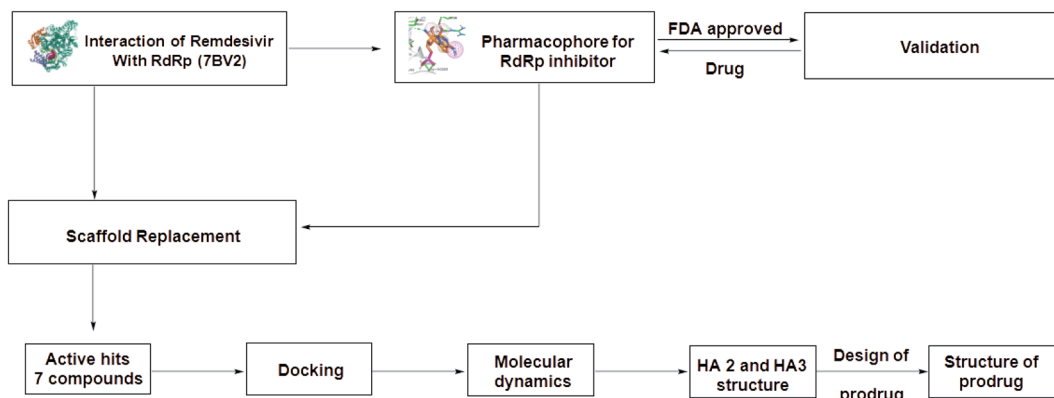 Interaction of Remdesivir
With RdRp (7BV2)
Pharmacophore for
RdRp inhibitor
FDA approved
Drug
Validation
Scaffold Replacement
Active hits
7 compounds
Docking
Molecular
dynamics
HA 2 and HA3
structure
Design of
prodrug
Structure of
prodrug